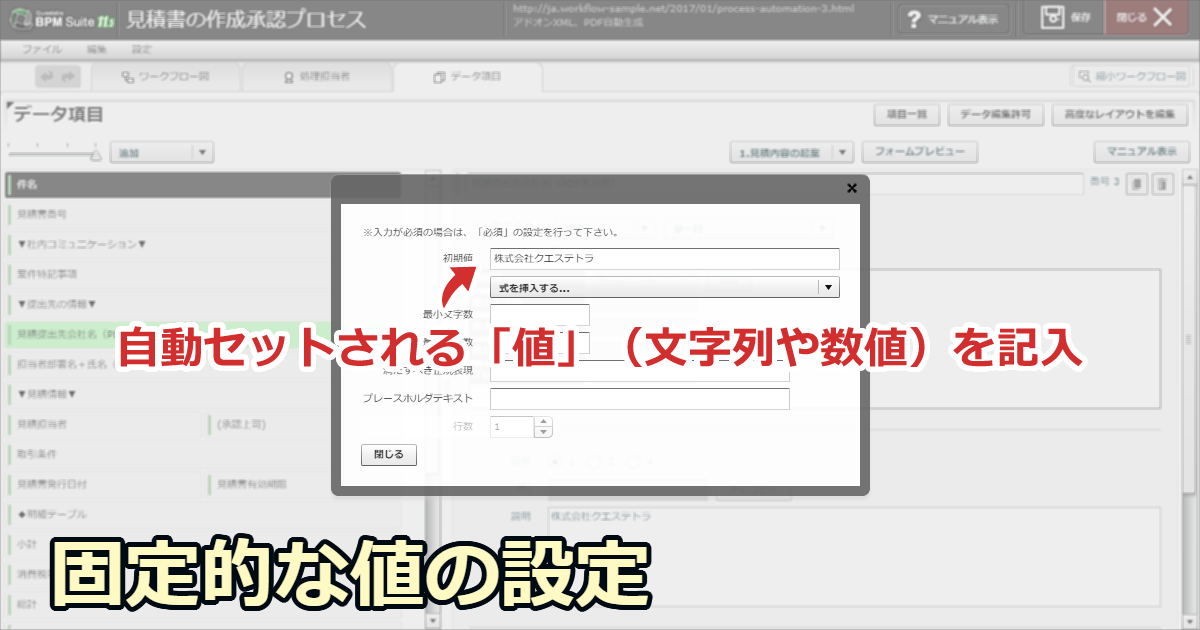 Questetra
BPM Suite 11.3
見積書の作成承認プロセス
http://ja.workflow-sample.net/2017/01/process-automation-3.html
アドオンXML、PDF自動生成
? マニュアル表示
保存
閉じる
ファイル 編集 設定
ワークフロー図
処理担当者
データ項目
縮小ワークフロー図
データ項目
項目一覧
データ編集許可
高度なレイアウトを編集
追加
1.見積内容の起案
フォームプレビュー
マニュアル表示
件名
番号 3
見積書番号
▼社内コミュニケーション▼
案件特記事項
▼提出先の情報▼
見積提出先会社名
担当者部署名+氏名
▼見積情報▼
見積担当者
(承認上司)
取引条件
見積書発行日付
見積書有効期限
◆明細テーブル
小計
消費税
総計
※入力が必須の場合は、「必須」の設定を行って下さい。
初期値
株式会社クエステトラ
式を挿入する...
最小文字数
自動セットされる「値」（文字列や数値）を記入
満たすべき正規表現
プレースホルダテキスト
行数
1
閉じる
説明
株式会社クエステトラ
固定的な値の設定